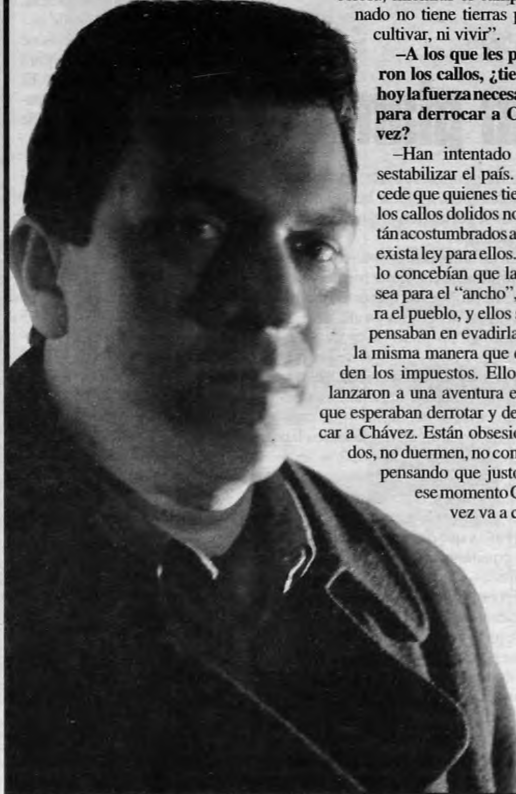 nado no tiene tierras p
cultivar, ni vivir”.
–A los que les p
ron los callos, ¿tie
hoy la fuerza necesa
para derrocar a C
vez?
–Han intentado
sestabilizar el país.
cede que quienes tie
los callos dolidos no
tán acostumbrados a
exista ley para ellos.
lo concebían que la
sea para el “ancho”,
ra el pueblo, y ellos
pensaban en evadirla
la misma manera que e
den los impuestos. Ello
lanzaron a una aventura e
que esperaban derrotar y de
car a Chávez. Están obsesio
dos, no duermen, no con
pensando que justo
ese momento C
vez va a c